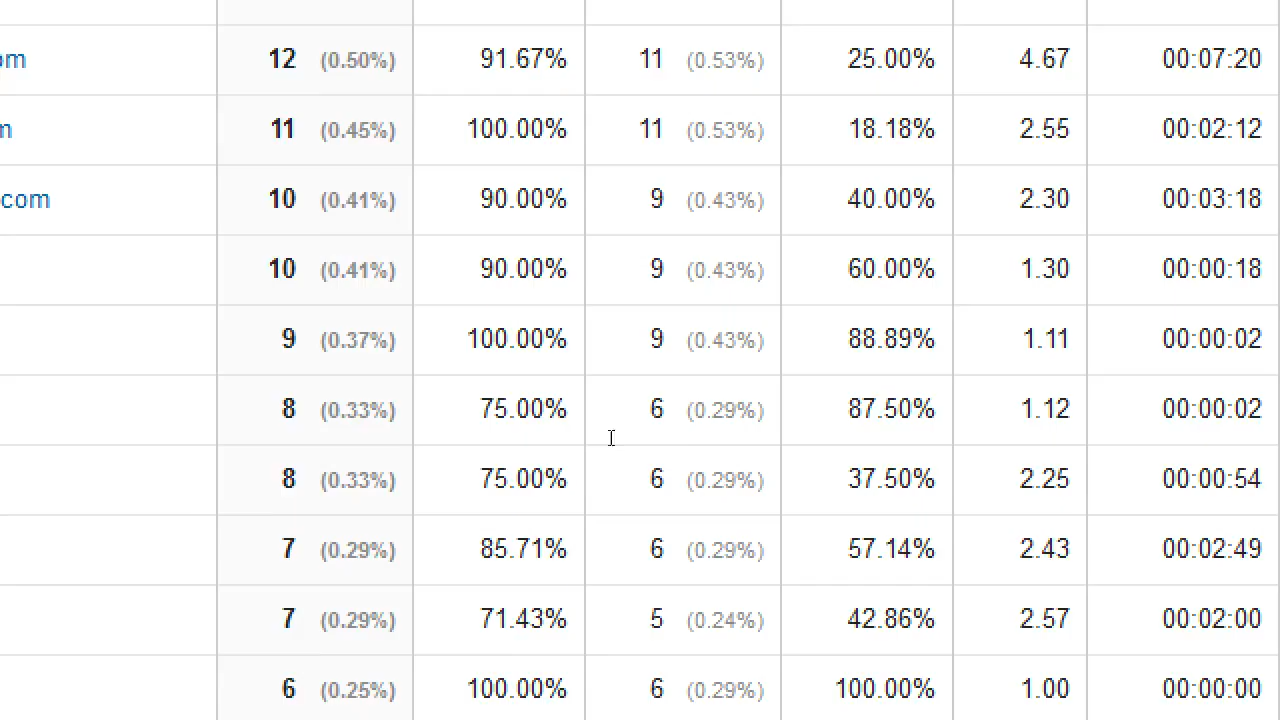 om 12 (0.50%) 91.67% 11 (0.53%) 25.00% 4.67 00:07:20
m 11 (0.45%) 100.00% 11 (0.53%) 18.18% 2.55 00:02:12
.com 10 (0.41%) 90.00% 9 (0.43%) 40.00% 2.30 00:03:18
10 (0.41%) 90.00% 9 (0.43%) 60.00% 1.30 00:00:18
9 (0.37%) 100.00% 9 (0.43%) 88.89% 1.11 00:00:02
8 (0.33%) 75.00% 6 (0.29%) 87.50% 1.12 00:00:02
8 (0.33%) 75.00% 6 (0.29%) 37.50% 2.25 00:00:54
7 (0.29%) 85.71% 6 (0.29%) 57.14% 2.43 00:02:49
7 (0.29%) 71.43% 5 (0.24%) 42.86% 2.57 00:02:00
6 (0.25%) 100.00% 6 (0.29%) 100.00% 1.00 00:00:00